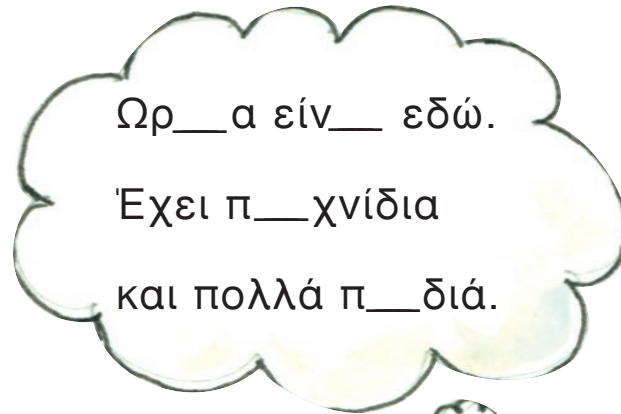 Ωρ__α είν__ εδώ.
Έχει π__χνίδια
και πολλά π__διά.